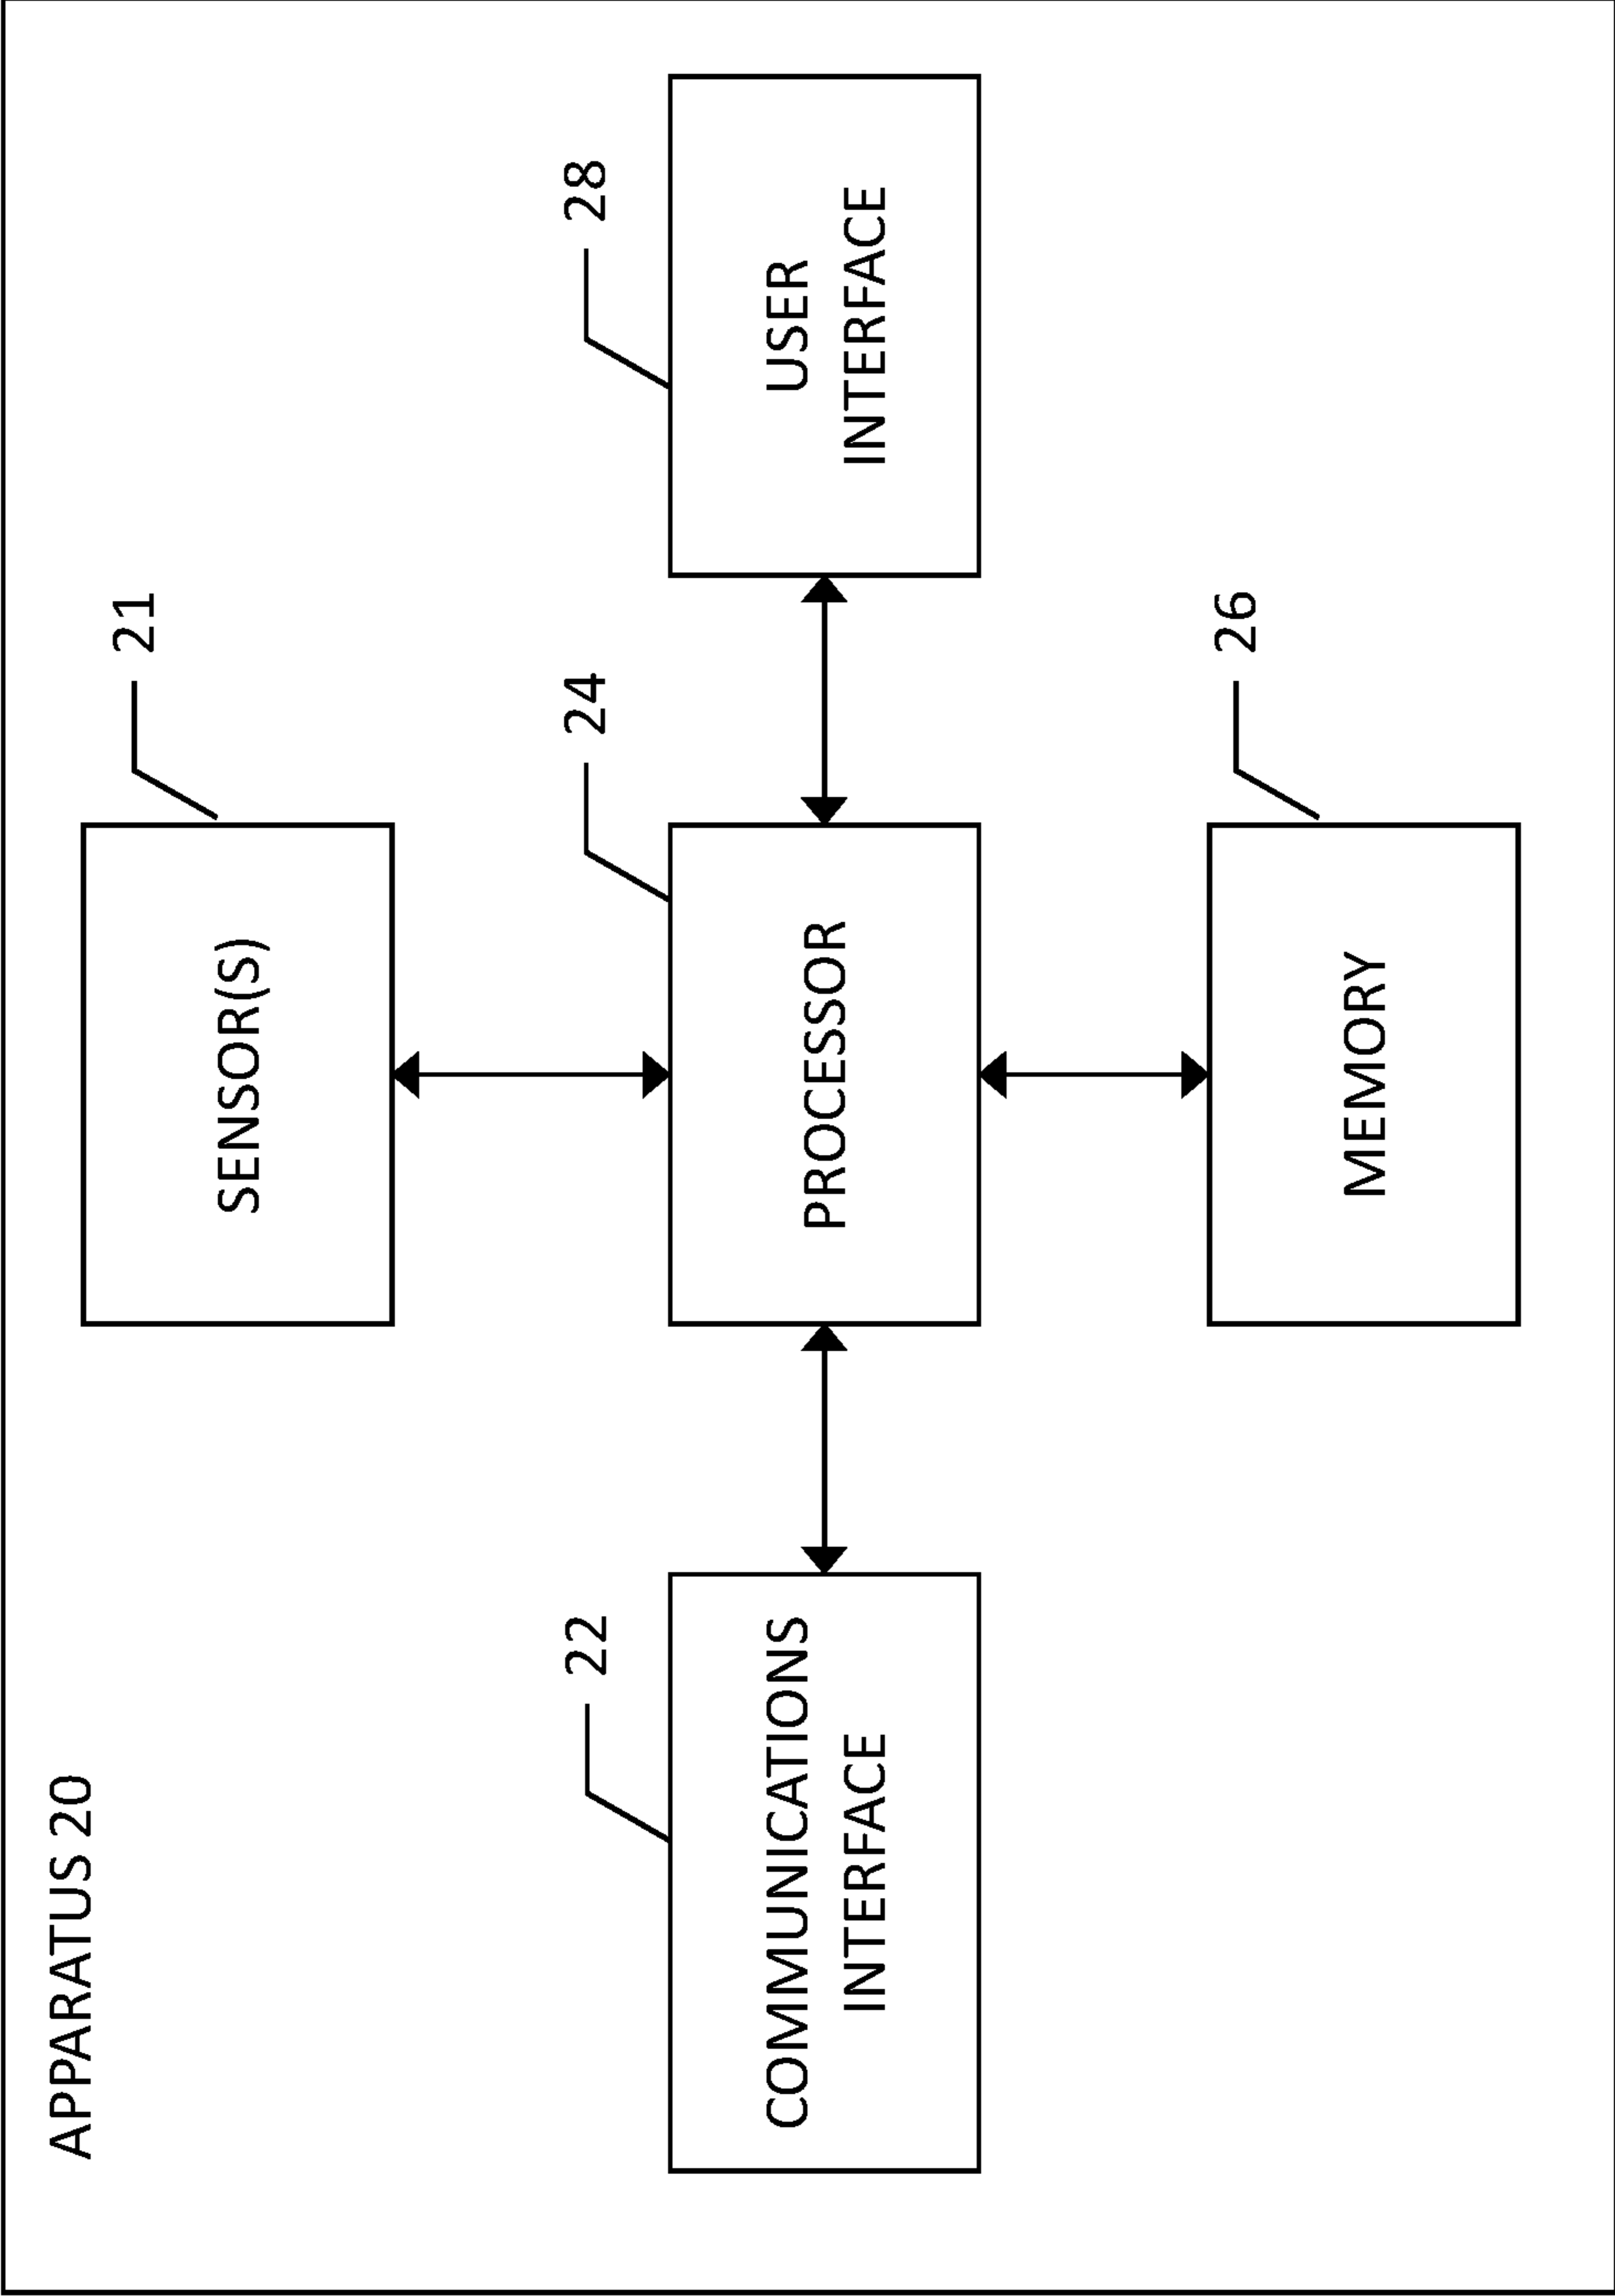 APPARATUS 20
21
SENSOR(S)
22
COMMUNICATIONS
INTERFACE
24
PROCESSOR
28
USER
INTERFACE
26
MEMORY